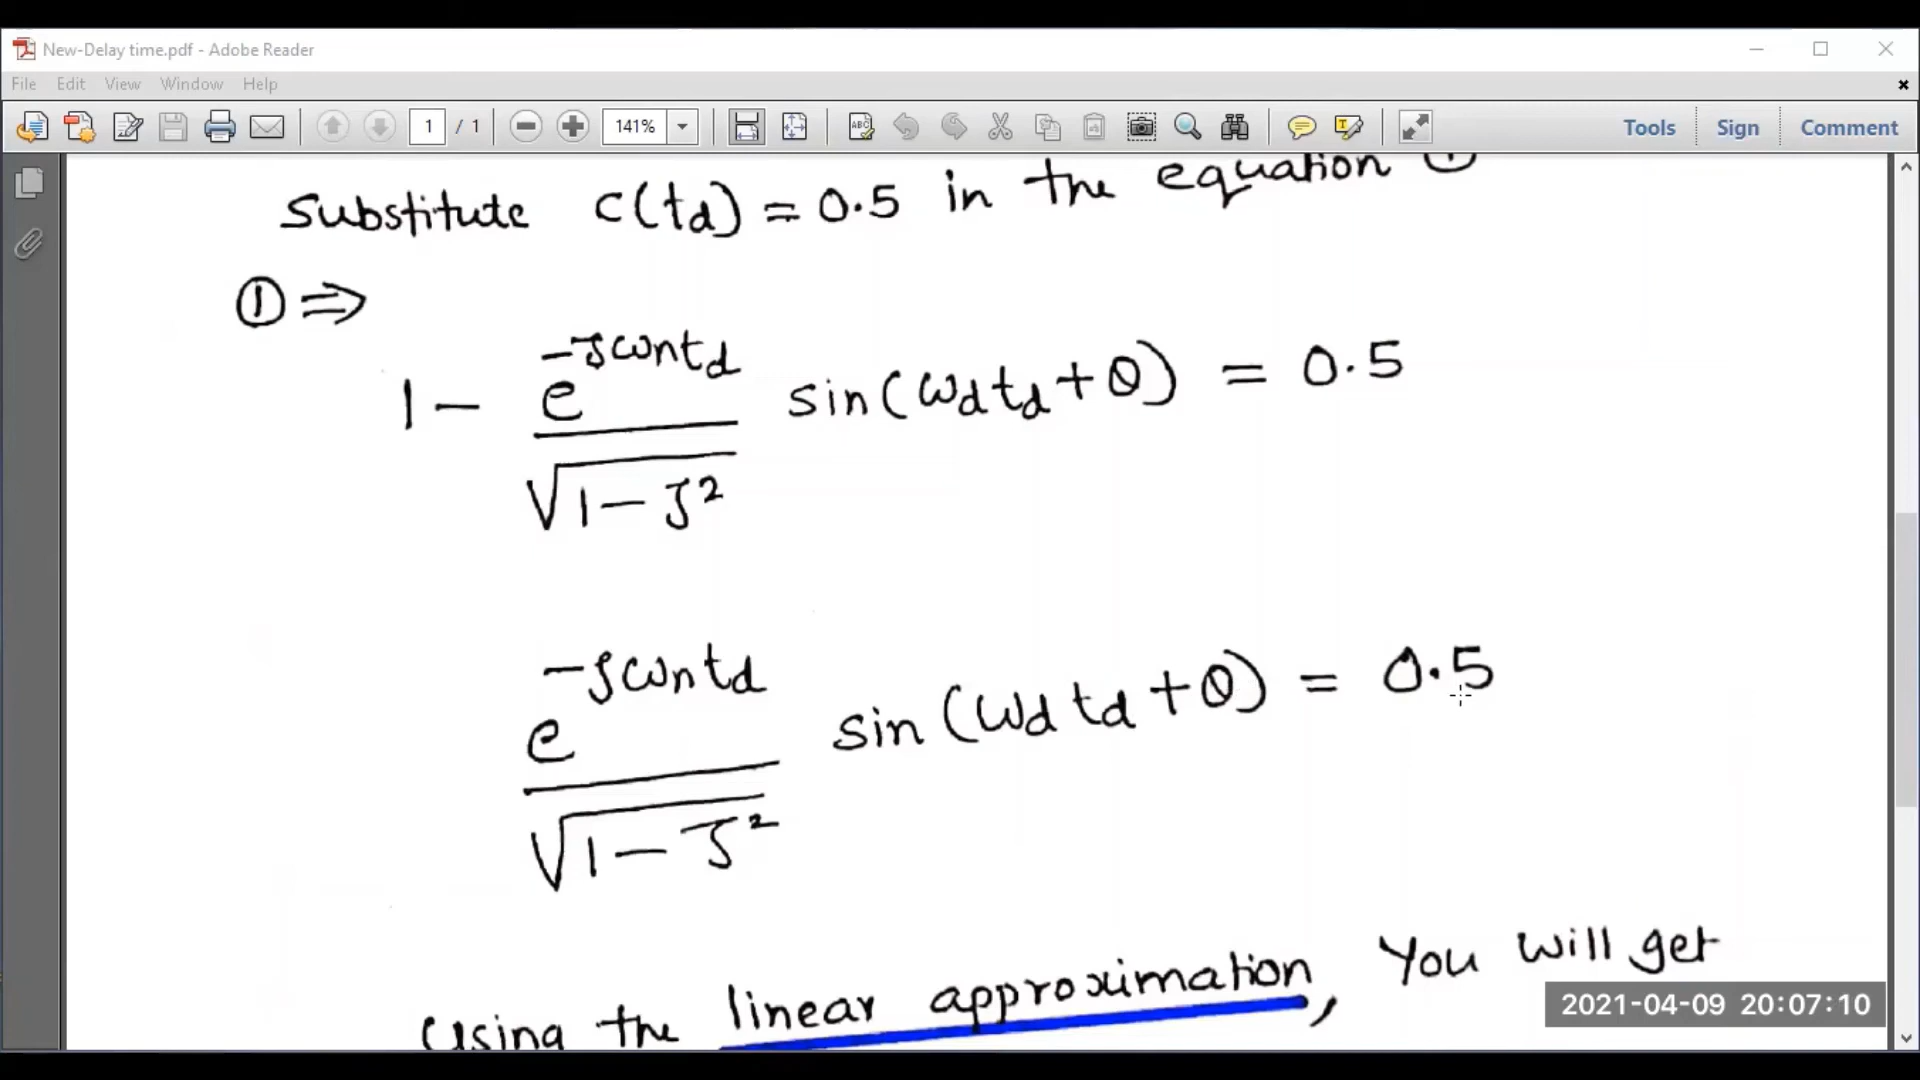 New-Delay time.pdf - Adobe Reader
File Edit View Window Help
1 / 1 141% Tools Sign Comment
Substitute c(td) = 0.5 in the equation ①
① ⇒
1 - e^-ζωntd / √1-ζ² sin(ωdtd+θ) = 0.5
e^-ζωntd / √1-ζ² sin(ωdtd+θ) = 0.5
Using the linear approximation, You will get
2021-04-09 20:07:10